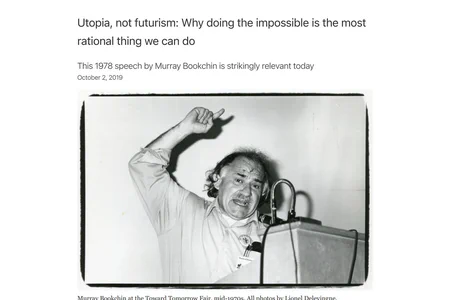 Utopia, not futurism: Why doing the impossible is the most
rational thing we can do
This 1978 speech by Murray Bookchin is strikingly relevant today
October 2, 2019
Murray Bookchin at the Toward Tomorrow Fair, mid-1970s. All photos by Lionel Delevingne.